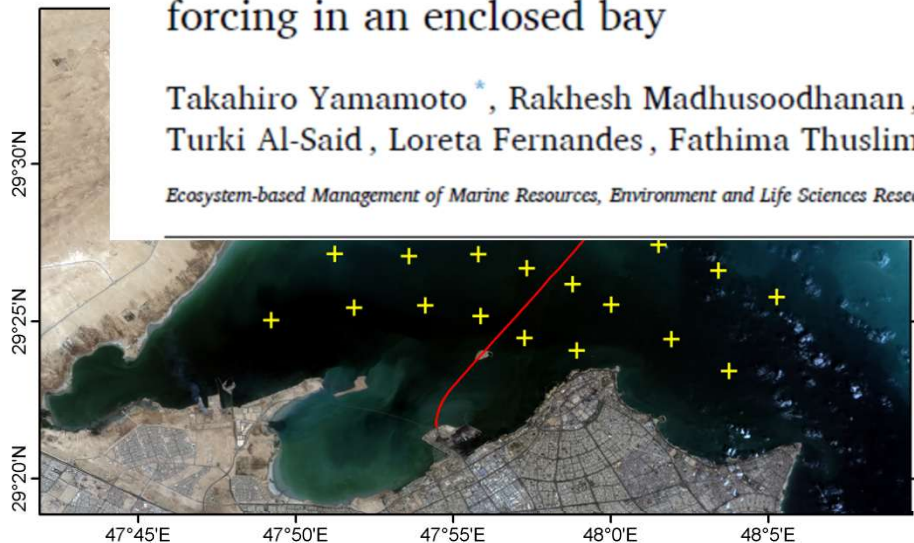 forcing in an enclosed bay
Takahiro Yamamoto *, Rakhesh Madhusoodhanan,
Turki Al-Said, Loreta Fernandes, Fathima Thuslim
Ecosystem-based Management of Marine Resources, Environment and Life Sciences Rese
29°30'N
29°25'N
29°20'N
47°45'E 47°50'E 47°55'E 48°0'E 48°5'E